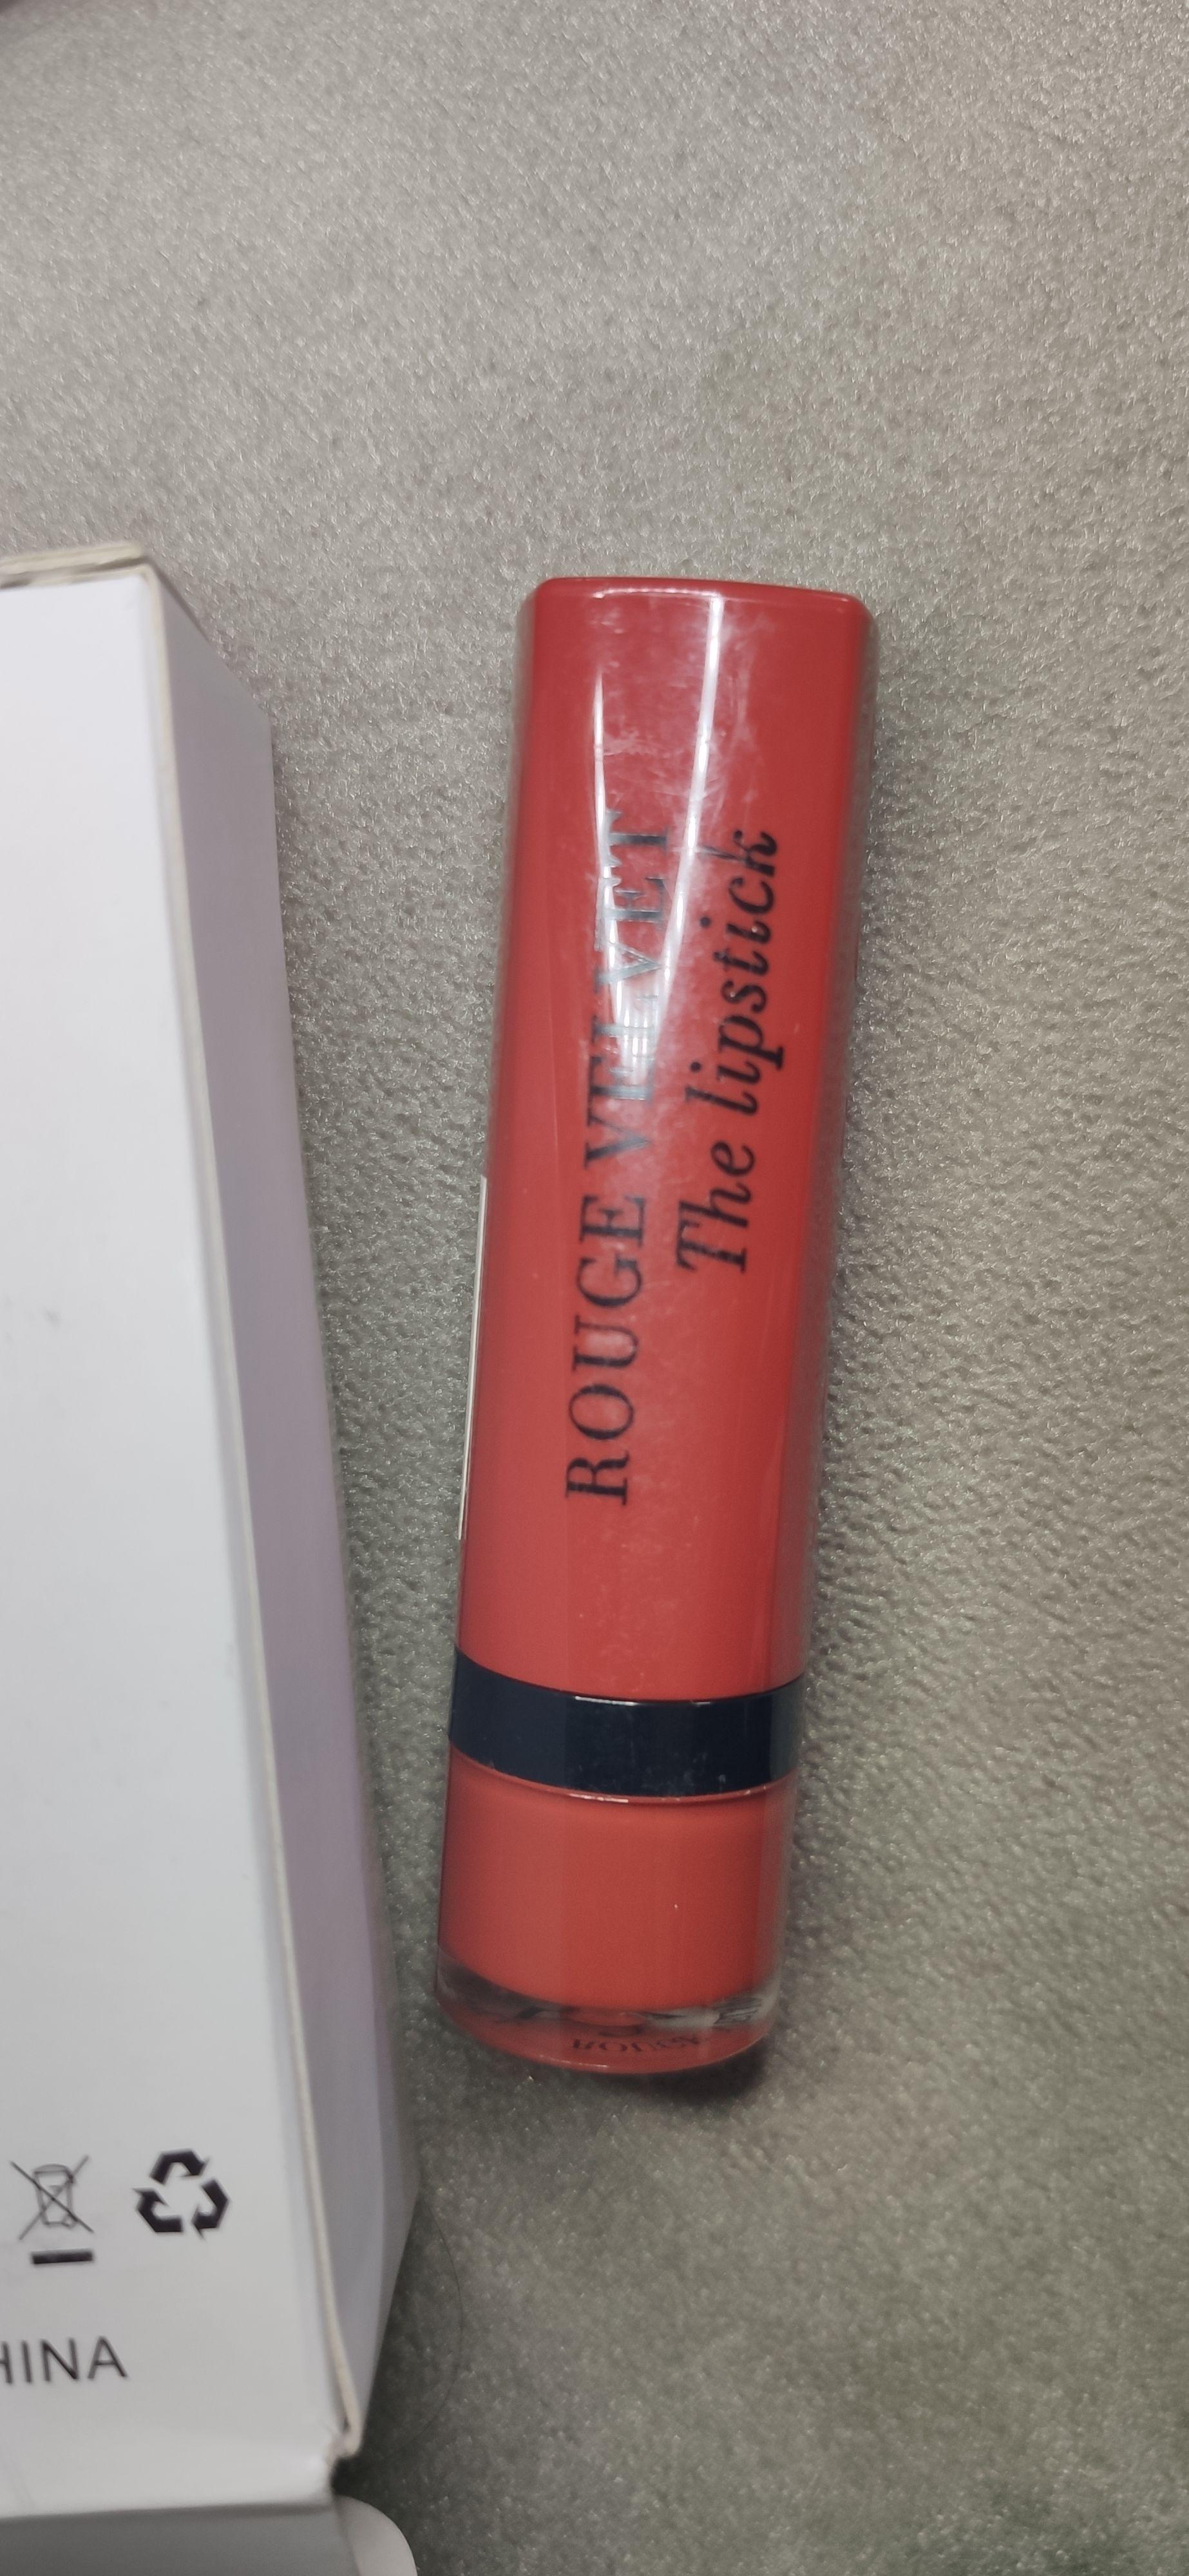 ROUGE VELVET
The lipstick
HINA